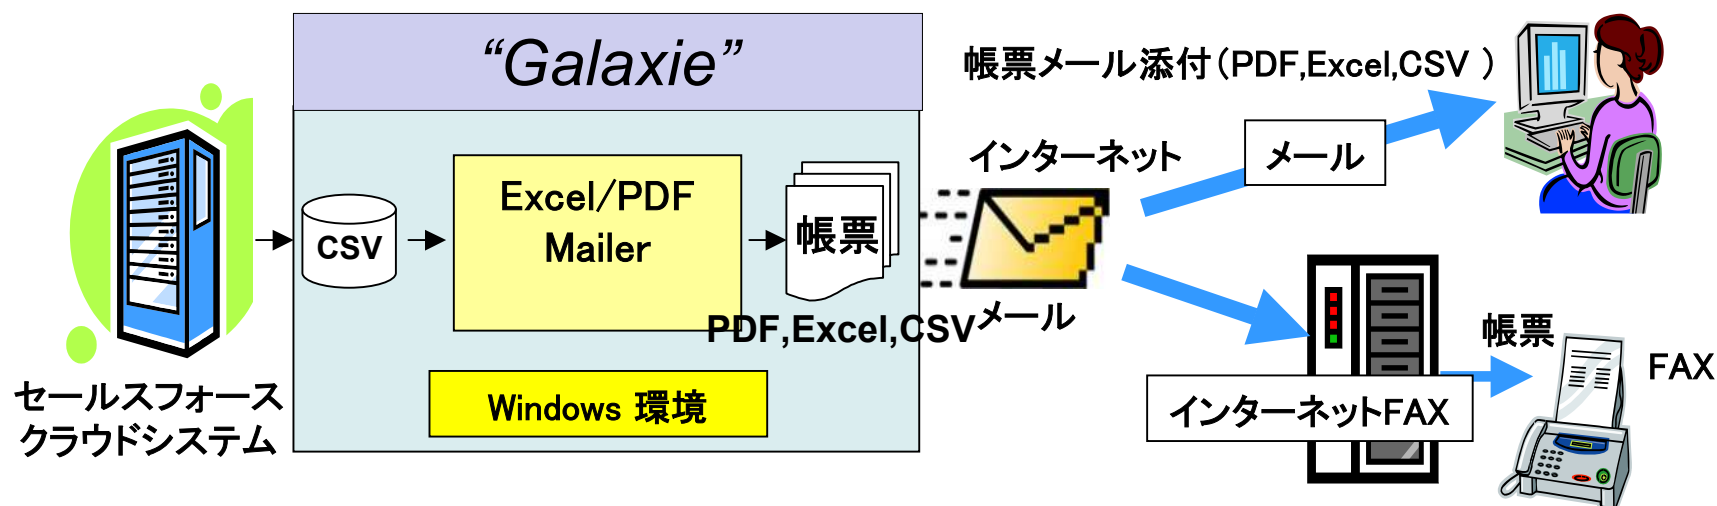 “Galaxie”
帳票メール添付（PDF,Excel,CSV ）
インターネット
メール
Excel/PDF
Mailer
CSV
帳票
PDF,Excel,CSV
メール
帳票
FAX
セールスフォース
クラウドシステム
Windows 環境
インターネットFAX